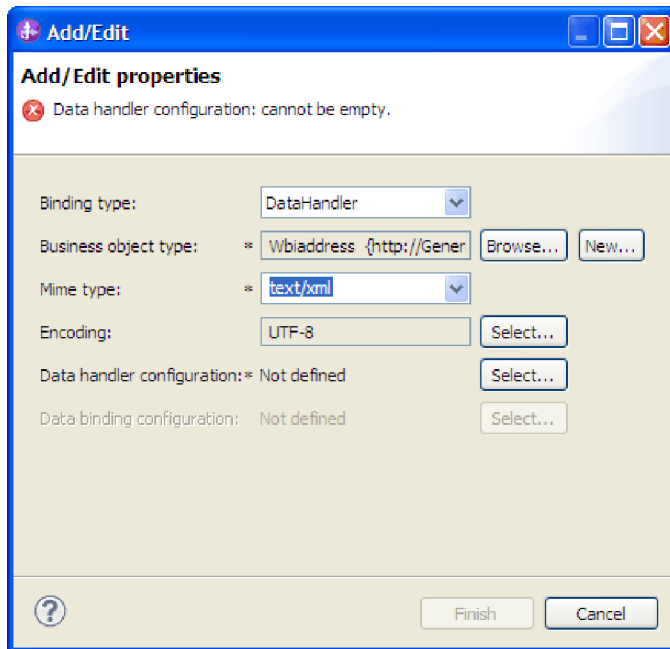 Add/Edit
Add/Edit properties
Data handler configuration: cannot be empty.
Binding type: DataHandler
Business object type: * Wbiaddress {http://Gener Browse... New...
Mime type: * text/xml
Encoding: UTF-8 Select...
Data handler configuration:* Not defined Select...
Data binding configuration: Not defined Select...
? Finish Cancel